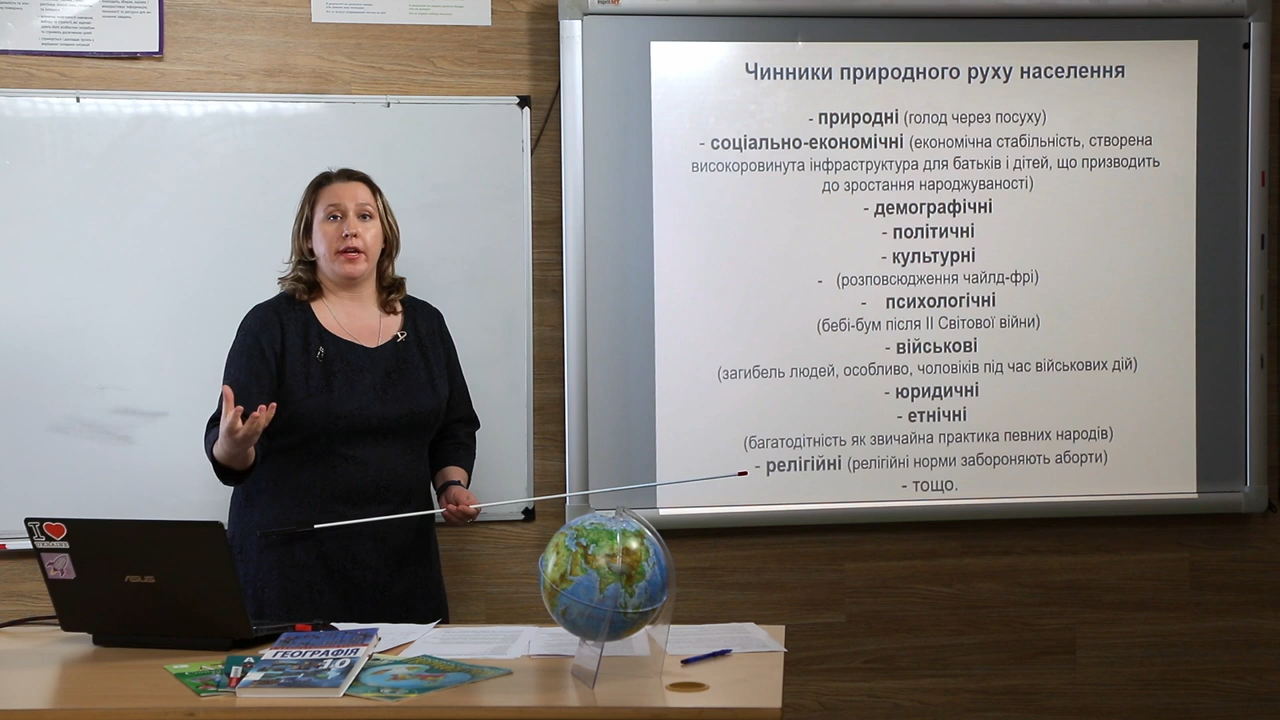 Чинники природного руху населення
- природні (голод через посуху)
- соціально-економічні (економічна стабільність, створена
високоровинута інфраструктура для батьків і дітей, що призводить
до зростання народжуваності)
- демографічні
- політичні
- культурні
- (розповсюдження чайлд-фрі)
- психологічні
(бебі-бум після ІІ Світової війни)
- військові
(загибель людей, особливо, чоловіків під час військових дій)
- юридичні
- етнічні
(багатодітність як звичайна практика певних народів)
- релігійні (релігійні норми забороняють аборти)
- тощо.
I
UKRAINE
ASUS
ГЕОГРАФІЯ
10